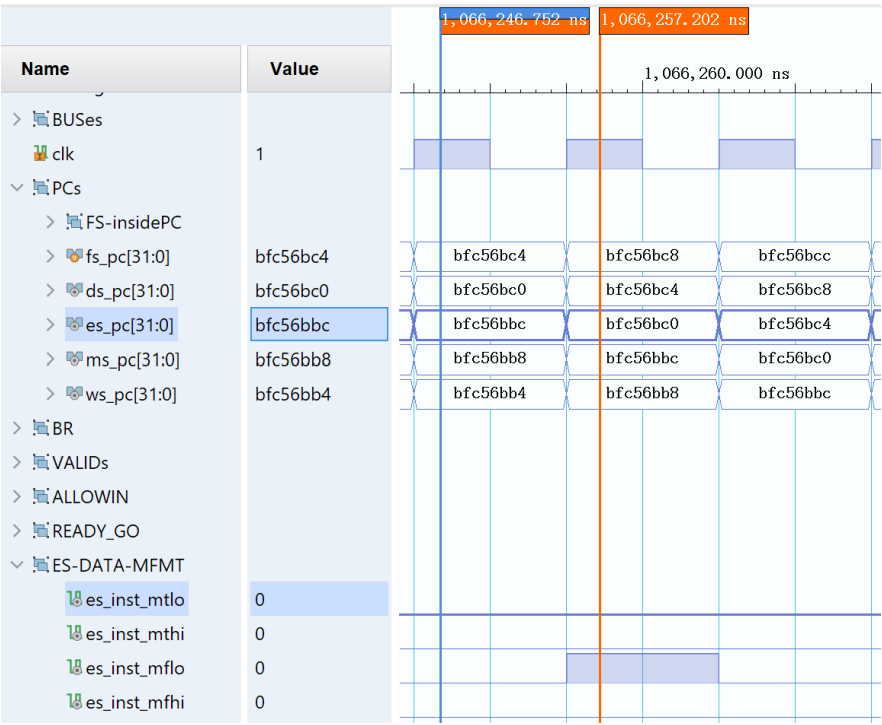 1,066,246.752 ns 1,066,257.202 ns
Name Value 1,066,260.000 ns
BUSes
clk 1
PCs
FS-insidePC
fs_pc[31:0] bfc56bc4 bfc56bc4 bfc56bc8 bfc56bcc
ds_pc[31:0] bfc56bc0 bfc56bc0 bfc56bc4 bfc56bc8
es_pc[31:0] bfc56bbc bfc56bbc bfc56bc0 bfc56bc4
ms_pc[31:0] bfc56bb8 bfc56bb8 bfc56bbc bfc56bc0
ws_pc[31:0] bfc56bb4 bfc56bb4 bfc56bb8 bfc56bbc
BR
VALIDs
ALLOWIN
READY_GO
ES-DATA-MFMT
es_inst_mtlo 0
es_inst_mthi 0
es_inst_mflo 0
es_inst_mfhi 0